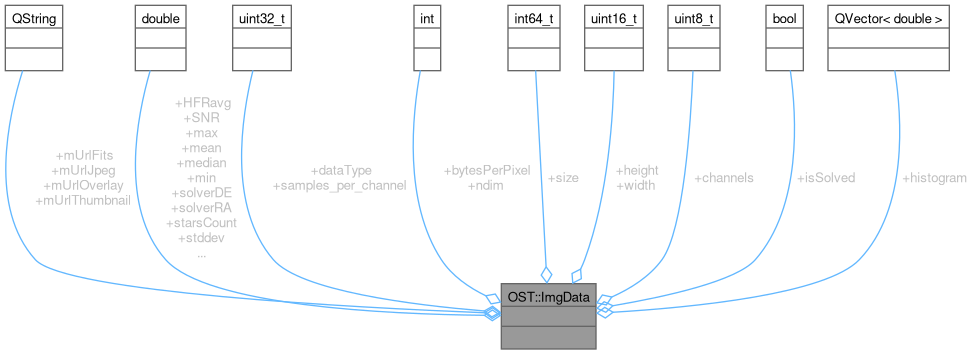 QString
double
uint32_t
int
int64_t
uint16_t
uint8_t
bool
QVector< double >
+mUrlFits
+mUrlJpeg
+mUrlOverlay
+mUrlThumbnail
+HFRavg
+SNR
+max
+mean
+median
+min
+solverDE
+solverRA
+starsCount
+stddev
...
+dataType
+samples_per_channel
+bytesPerPixel
+ndim
+size
+height
+width
+channels
+isSolved
+histogram
OST::ImgData